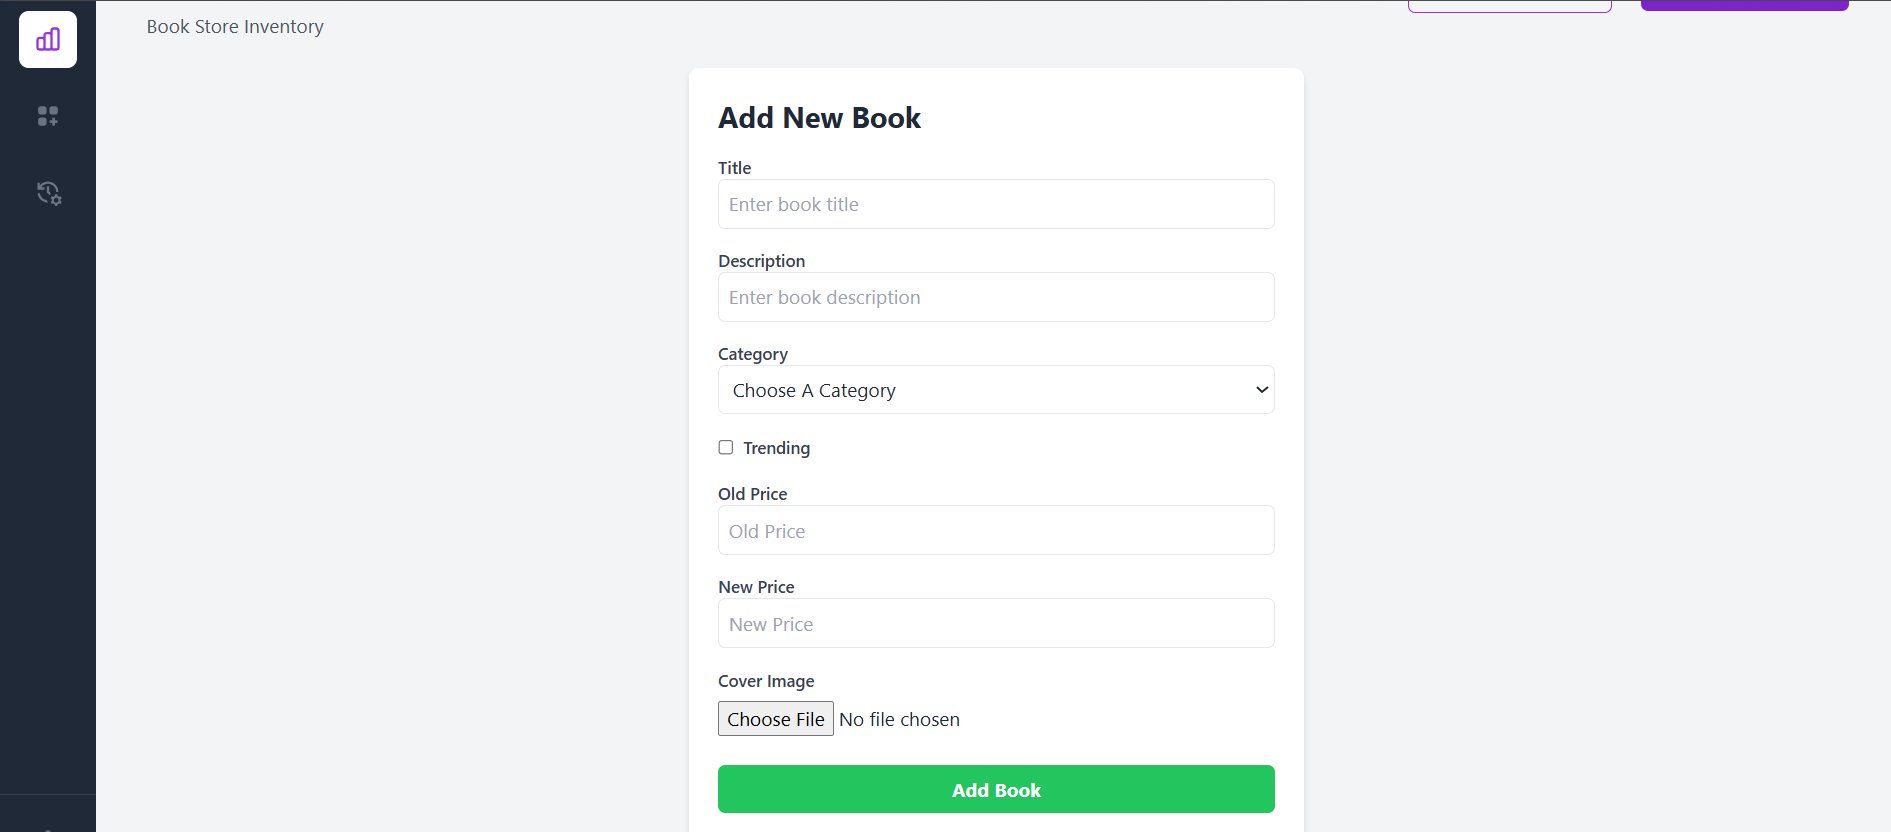 Book Store Inventory
Add New Book
Title
Enter book title
Description
Enter book description
Category
Choose A Category
Trending
Old Price
Old Price
New Price
New Price
Cover Image
Choose File No file chosen
Add Book